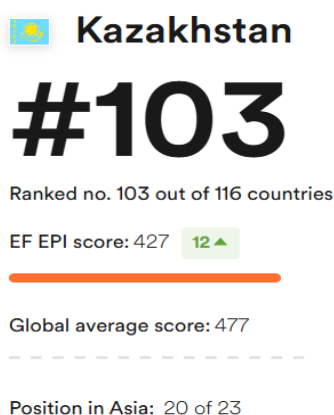 Kazakhstan
#103
Ranked no. 103 out of 116 countries
EF EPI score: 427 12▲
Global average score: 477
Position in Asia: 20 of 23